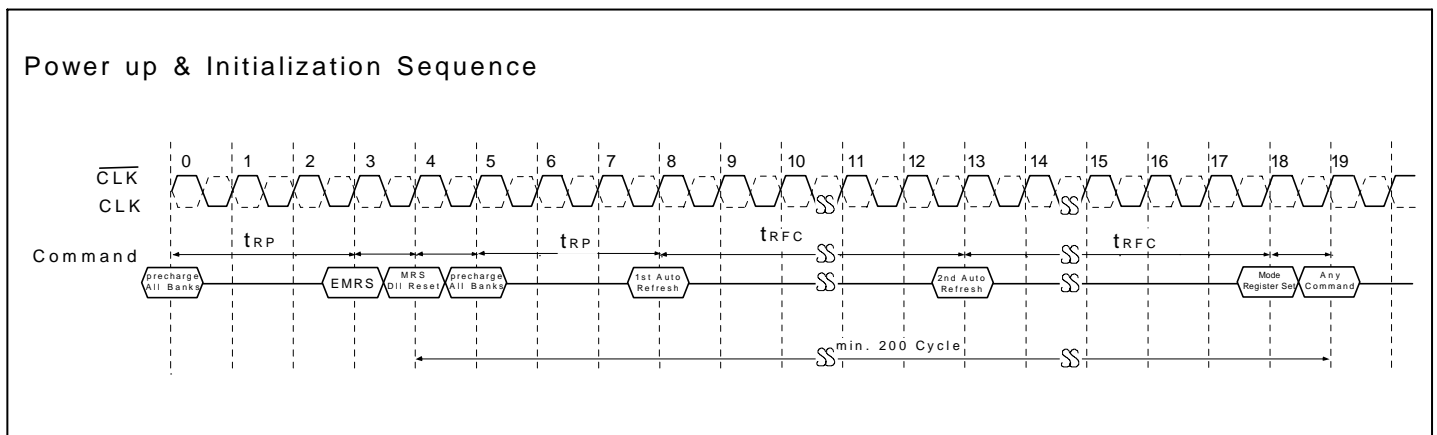 Power up & Initialization Sequence
0 1 2 3 4 5 6 7 8 9 10 11 12 13 14 15 16 17 18 19
CLK
CLK
tRP tRP tRFC tRFC
Command
precharge
All Banks
EMRS
MRS
Dll Reset
precharge
All Banks
1st Auto
Refresh
2nd Auto
Refresh
Mode
Register Set
Any
Command
min. 200 Cycle